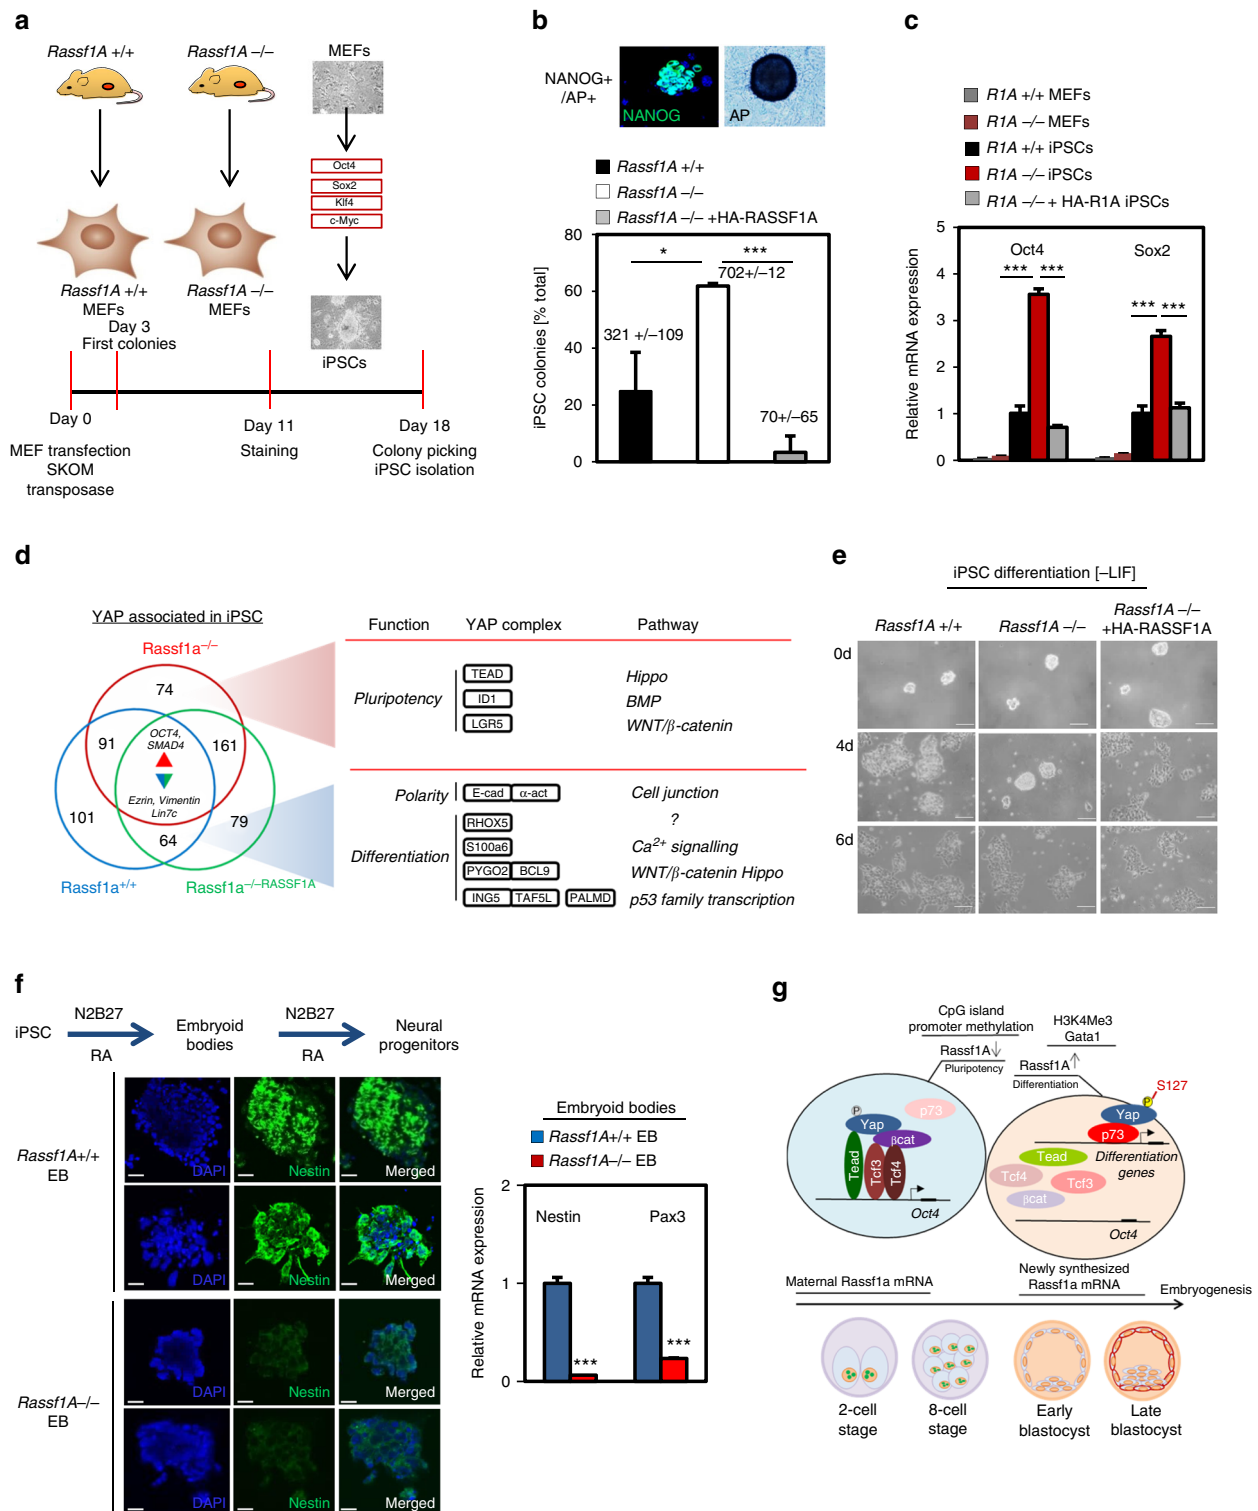 a
Rassf1A +/+
Rassf1A –/–
MEFs
Oct4
Sox2
Klf4
c-Myc
Rassf1A +/+
MEFs
Rassf1A –/–
MEFs
iPSCs
Day 3
First colonies
Day 0
Day 11
Day 18
MEF transfection
SKOM
transposase
Staining
Colony picking
iPSC isolation
b
NANOG+
/AP+
NANOG
AP
Rassf1A +/+
Rassf1A –/–
Rassf1A –/– +HA-RASSF1A
iPSC colonies [% total]
80
60
40
20
0
*
***
321 +/–109
702+/–12
70+/–65
c
R1A +/+ MEFs
R1A –/– MEFs
R1A +/+ iPSCs
R1A –/– iPSCs
R1A –/– + HA-R1A iPSCs
Relative mRNA expression
5
4
3
2
1
0
Oct4
Sox2
*** ***
*** ***
d
YAP associated in iPSC
Rassf1a–/–
74
91
OCT4,
SMAD4
161
Ezrin, Vimentin
Lin7c
101
64
79
Rassf1a+/+
Rassf1a–/–RASSF1A
Function
YAP complex
Pathway
Pluripotency
TEAD
Hippo
ID1
BMP
LGR5
WNT/β-catenin
Polarity
E-cad
α-act
Cell junction
Differentiation
RHOX5
?
S100a6
Ca2+ signalling
PYGO2
BCL9
WNT/β-catenin Hippo
ING5
TAF5L
PALMD
p53 family transcription
e
iPSC differentiation [–LIF]
Rassf1A +/+
Rassf1A –/–
Rassf1A –/–
+HA-RASSF1A
0d
4d
6d
f
iPSC
N2B27
RA
Embryoid
bodies
N2B27
RA
Neural
progenitors
Rassf1A+/+
EB
DAPI
Nestin
Merged
DAPI
Nestin
Merged
Rassf1A–/–
EB
DAPI
Nestin
Merged
DAPI
Nestin
Merged
Embryoid bodies
Rassf1A+/+ EB
Rassf1A–/– EB
Relative mRNA expression
2
1
0
Nestin
Pax3
***
***
g
CpG island
promoter methylation
Rassf1A
Pluripotency
H3K4Me3
Gata1
Rassf1A
Differentiation
P
Yap
p73
βcat
Tead
Tcf3
Tcf4
Oct4
S127
P
Yap
p73
Differentiation
genes
Tead
Tcf4
Tcf3
βcat
Oct4
Maternal Rassf1a mRNA
Newly synthesized
Rassf1a mRNA
Embryogenesis
2-cell
stage
8-cell
stage
Early
blastocyst
Late
blastocyst